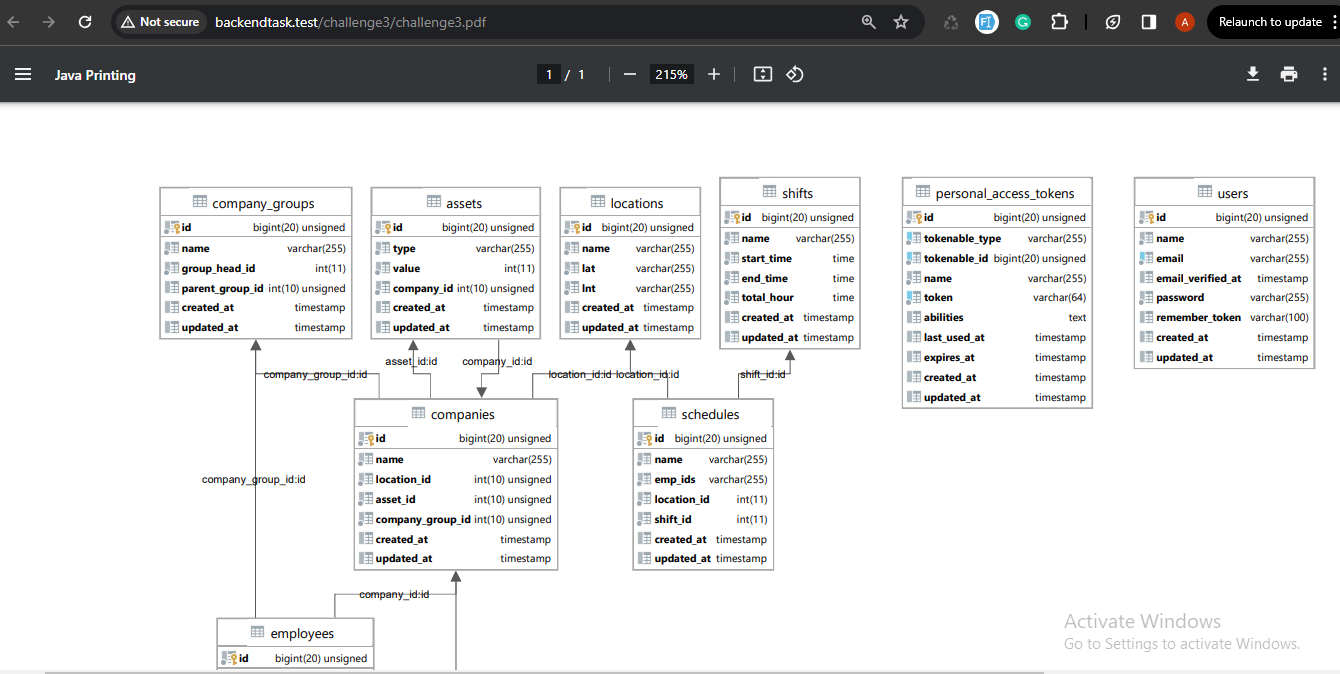 Not secure backendtask.test/challenge3/challenge3.pdf A Relaunch to update
Java Printing 1 / 1 215%
company_groups
id bigint(20) unsigned
name varchar(255)
group_head_id int(11)
parent_group_id int(10) unsigned
created_at timestamp
updated_at timestamp
assets
id bigint(20) unsigned
type varchar(255)
value int(11)
company_id int(10) unsigned
created_at timestamp
updated_at timestamp
locations
id bigint(20) unsigned
name varchar(255)
lat varchar(255)
lnt varchar(255)
created_at timestamp
updated_at timestamp
shifts
id bigint(20) unsigned
name varchar(255)
start_time time
end_time time
total_hour time
created_at timestamp
updated_at timestamp
personal_access_tokens
id bigint(20) unsigned
tokenable_type varchar(255)
tokenable_id bigint(20) unsigned
name varchar(255)
token varchar(64)
abilities text
last_used_at timestamp
expires_at timestamp
created_at timestamp
updated_at timestamp
users
id bigint(20) unsigned
name varchar(255)
email varchar(255)
email_verified_at timestamp
password varchar(255)
remember_token varchar(100)
created_at timestamp
updated_at timestamp
asset_id:id
company_id:id
company_group_id:id
location_id:id
location_id:id
shift_id:id
companies
id bigint(20) unsigned
name varchar(255)
location_id int(10) unsigned
asset_id int(10) unsigned
company_group_id int(10) unsigned
created_at timestamp
updated_at timestamp
schedules
id bigint(20) unsigned
name varchar(255)
emp_ids varchar(255)
location_id int(11)
shift_id int(11)
created_at timestamp
updated_at timestamp
company_group_id:id
company_id:id
employees
id bigint(20) unsigned
Activate Windows
Go to Settings to activate Windows.